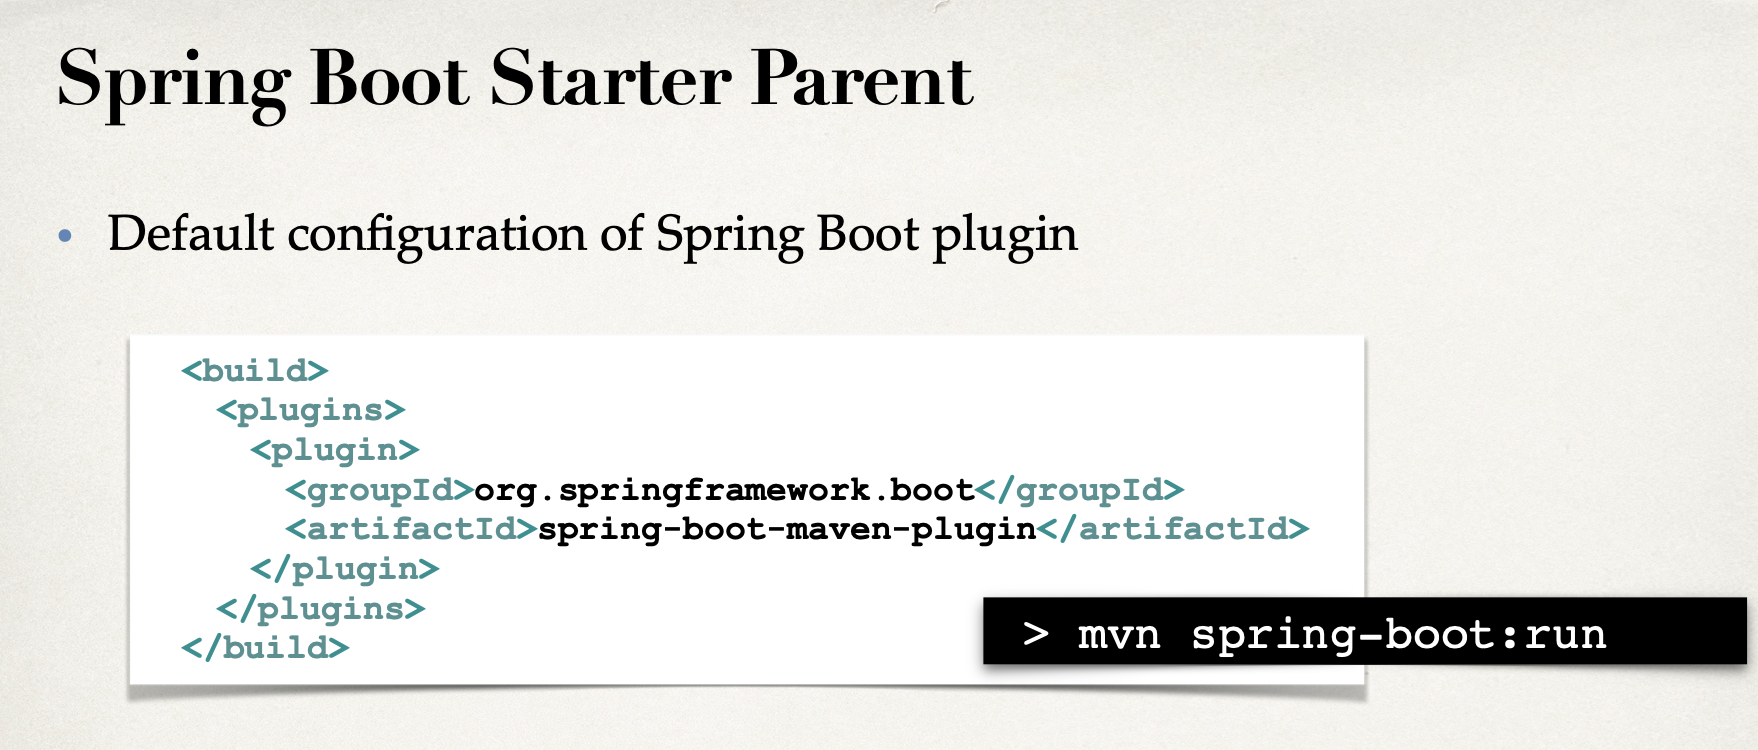 Spring Boot Starter Parent
• Default configuration of Spring Boot plugin
<build>
<plugins>
<plugin>
<groupId>org.springframework.boot</groupId>
<artifactId>spring-boot-maven-plugin</artifactId>
</plugin>
</plugins>
</build>
> mvn spring-boot:run